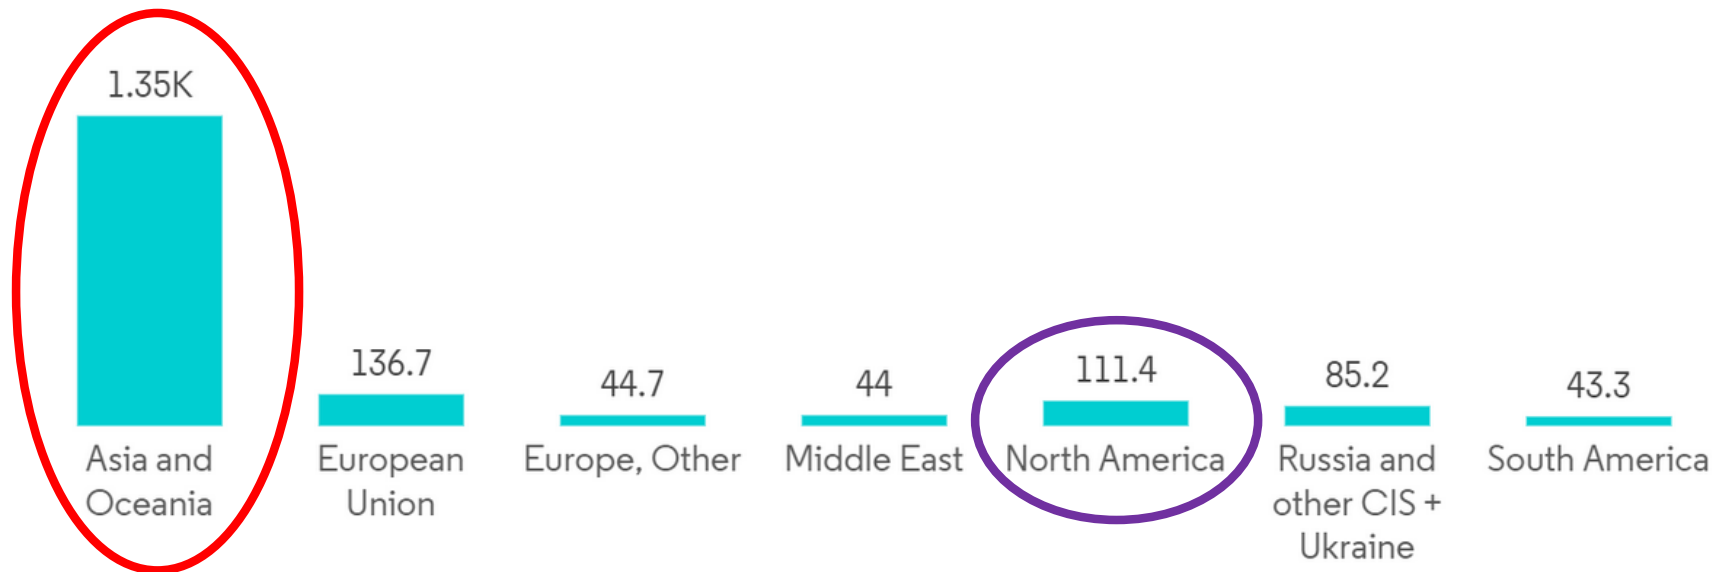 1.35K
136.7
44.7
44
111.4
85.2
43.3
Asia and
Oceania
European
Union
Europe, Other
Middle East
North America
Russia and
other CIS +
Ukraine
South America